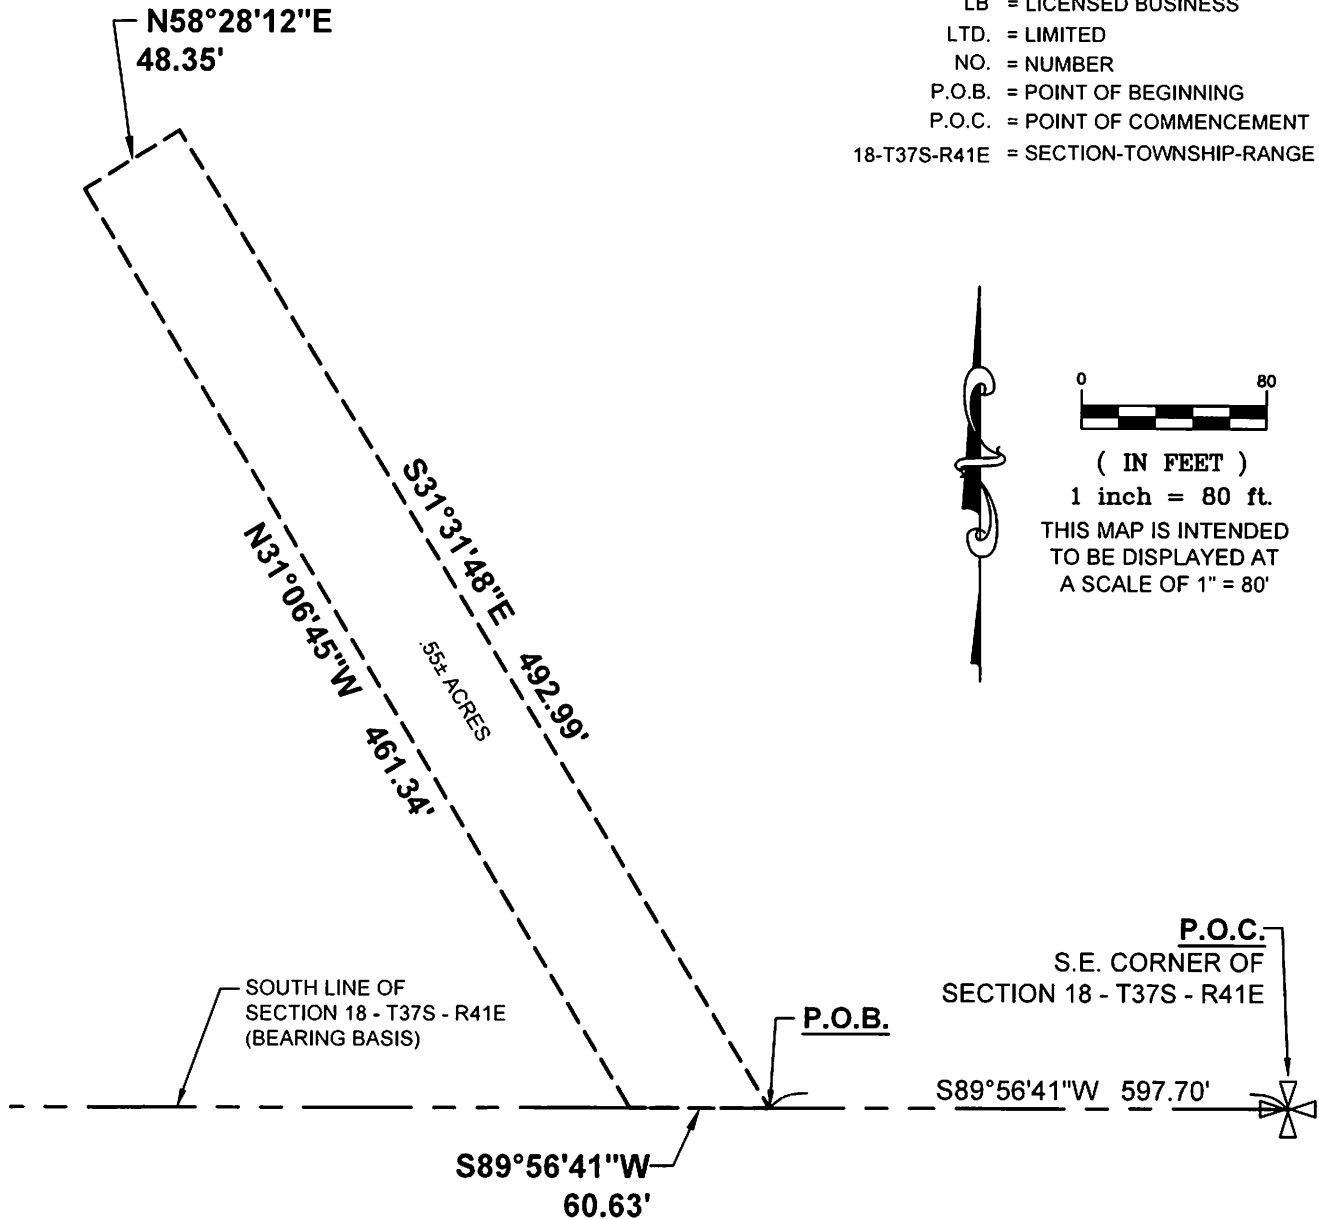 N58°28'12"E
48.35'
LB = LICENSED BUSINESS
LTD. = LIMITED
NO. = NUMBER
P.O.B. = POINT OF BEGINNING
P.O.C. = POINT OF COMMENCEMENT
18-T37S-R41E = SECTION-TOWNSHIP-RANGE
0 80
( IN FEET )
1 inch = 80 ft.
THIS MAP IS INTENDED
TO BE DISPLAYED AT
A SCALE OF 1" = 80'
S31°31'48"E 492.99'
N31°06'45"W 461.34'
.55± ACRES
P.O.C.
S.E. CORNER OF
SECTION 18 - T37S - R41E
SOUTH LINE OF
SECTION 18 - T37S - R41E
(BEARING BASIS)
P.O.B.
S89°56'41"W 597.70'
S89°56'41"W
60.63'